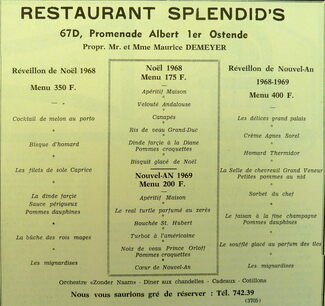 RESTAURANT SPLENDID'S
67D, Promenade Albert 1er Ostende
Propr. Mr. et Mme Maurice DEMEYER
Réveillon de Noël 1968
Menu 350 F.
Cocktail de melon au porto
Bisque d'homard
Les filets de sole Caprice
La dinde farçie
Sauce périgieux
Pommes dauphines
La bûche des rois mages
Les mignardises
Noël 1968
Menu 175 F.
Apéritif Maison
Velouté Andalouse
Canapés
Ris de veau Grand-Duc
Dinde farçie à la Diane
Pommes croquettes
Bisquit glacé de Noël
Nouvel-AN 1969
Menu 200 F.
Apéritif Maison
Le real turtle parfumé au xerès
Bouchée St. Hubert
Turbot à l'américaine
Noix de veau Prince Orloff
Pommes croquettes
Cœur de Nouvel-An
Réveillon de Nouvel-An
1968-1969
Menu 400 F.
Les délices grand palais
Crème Agnes Sorel
Homard Thermidor
La Selle de chevreuil Grand Veneur
Petites pommes au nid
Sorbet du chef
Le faisan à la fine champagne
Pommes dauphines
Le soufflé glacé au parfum des îles
Les mignardises
Orkestre «Zonder Naam» - Diner aux chandelles - Cadeaux - Cotillons
Nous vous saurions gré de réserver : Tél. 742.39
(3705)